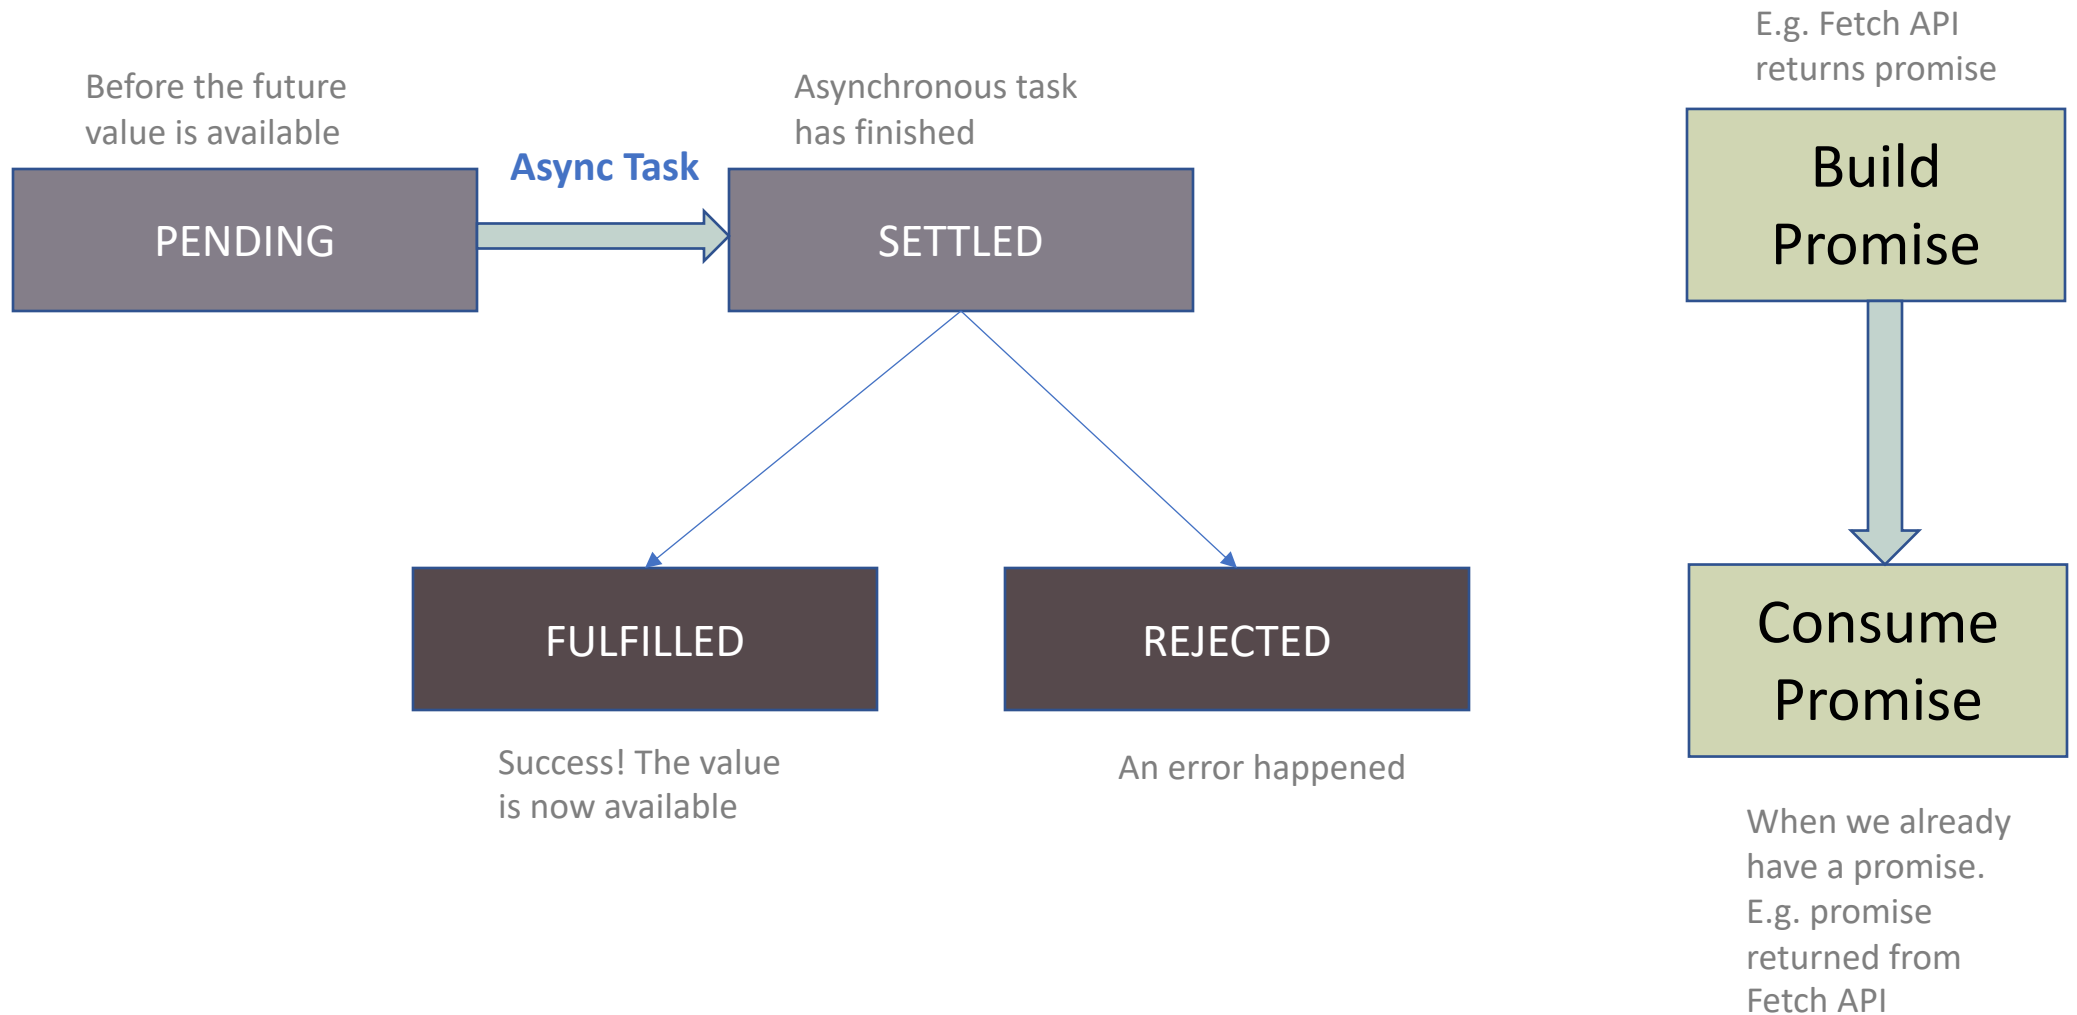 Before the future
value is available
Async Task
PENDING
Asynchronous task
has finished
SETTLED
FULFILLED
Success! The value
is now available
REJECTED
An error happened
E.g. Fetch API
returns promise
Build
Promise
Consume
Promise
When we already
have a promise.
E.g. promise
returned from
Fetch API